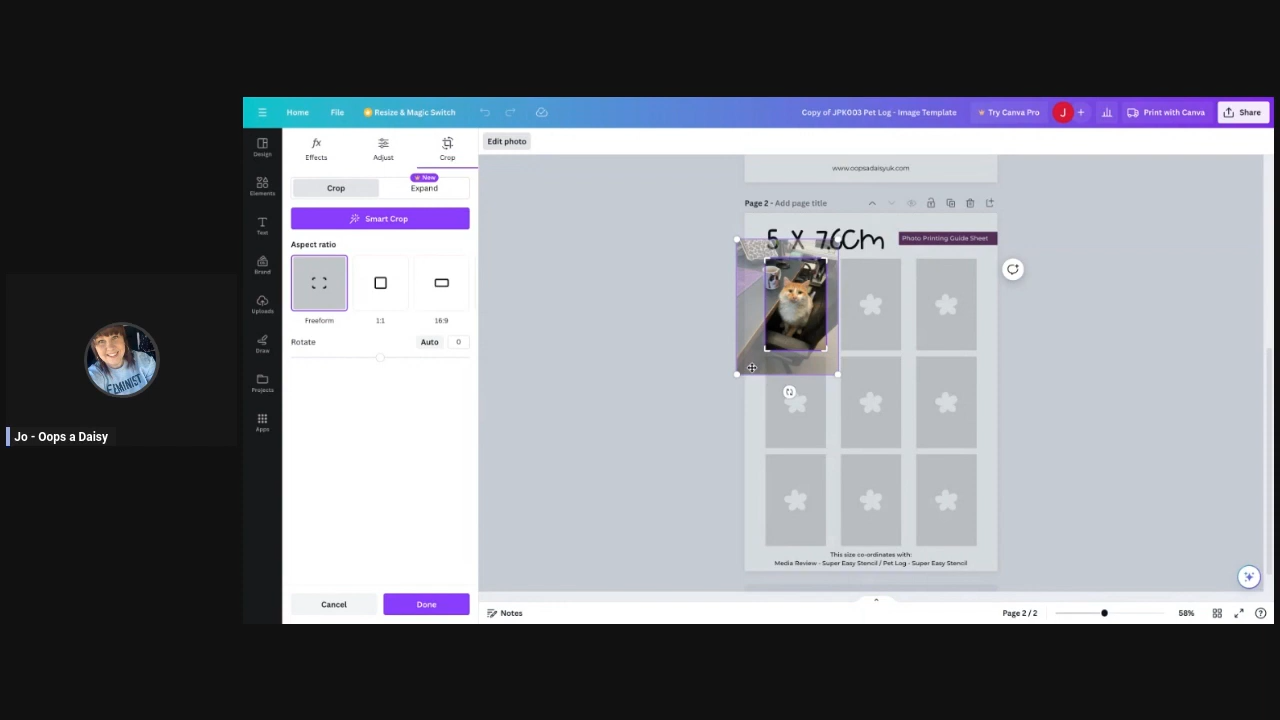 Home File Resize & Magic Switch Copy of JPK003 Pet Log - Image Template Try Canva Pro J + Print with Canva Share
Design
Elements
Text
Brand
Uploads
Draw
Projects
Apps
Effects Adjust Crop
Edit photo
New
Crop Expand
Smart Crop
Aspect ratio
Freeform 1:1 16:9
Rotate Auto 0
Cancel Done
www.oopsadaisyuk.com
Page 2 - Add page title
5 x 7.6cm
Photo Printing Guide Sheet
This size co-ordinates with:
Media Review - Super Easy Stencil / Pet Log - Super Easy Stencil
Notes Page 2 / 2 58%
FEMINIST
Jo - Oops a Daisy